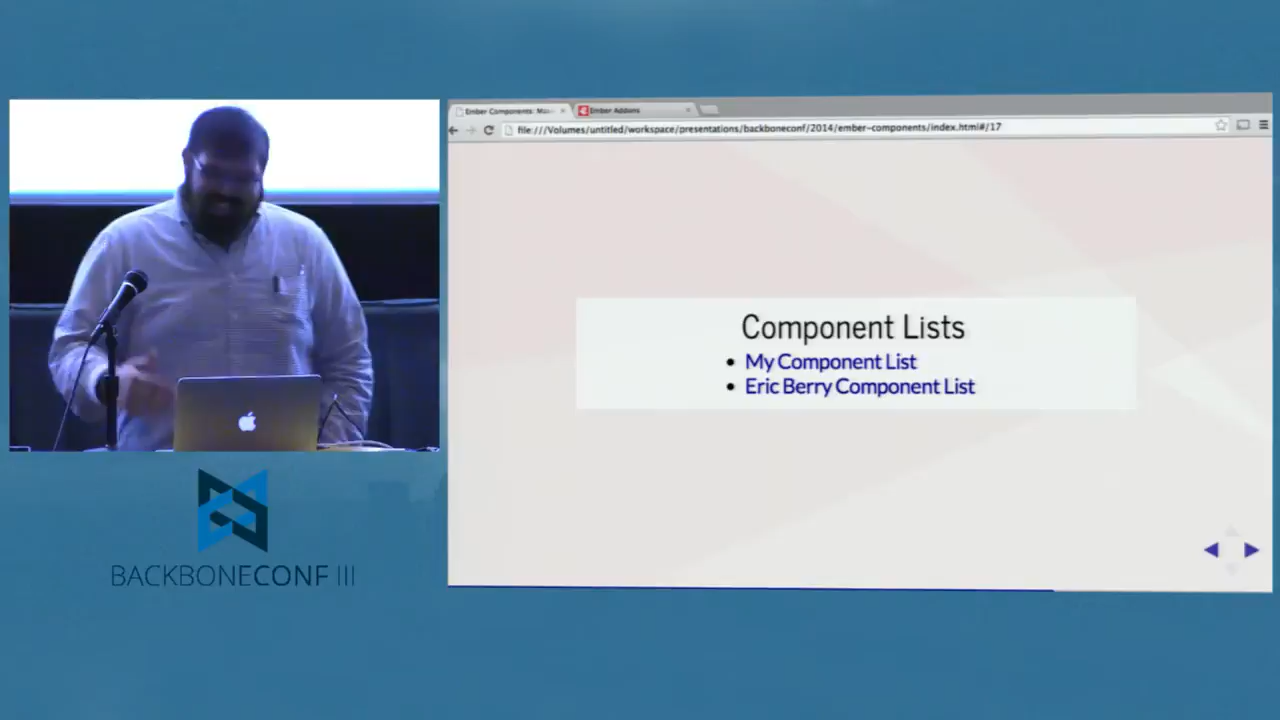 Ember Components: Mak
Ember Addons
file:///Volumes/untitled/workspace/presentations/backboneconf/2014/ember-components/index.html#/17
Component Lists
• My Component List
• Eric Berry Component List
BACKBONECONF III